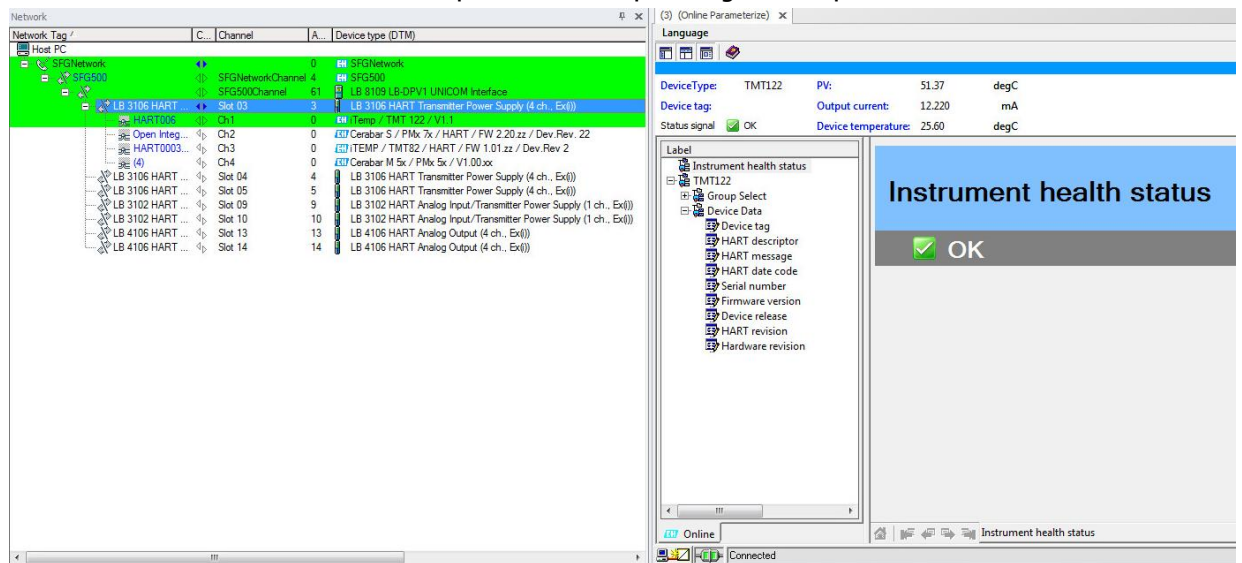 Network
Network Tag C... Channel A... Device type (DTM)
Host PC
SFGNetwork 0 SFGNetwork
SFG500 SFGNetworkChannel 4 SFG500
SFG500Channel 61 LB 8109 LB-DPV1 UNICOM Interface
LB 3106 HART ... Slot 03 3 LB 3106 HART Transmitter Power Supply (4 ch., Ex(i))
HART006 Ch1 0 iTemp / TMT 122 / V1.1
Open Integ... Ch2 0 Cerabar S / PMx 7x / HART / FW 2.20.zz / Dev.Rev. 22
HART0003... Ch3 0 iTEMP / TMT82 / HART / FW 1.01.zz / Dev.Rev 2
(4) Ch4 0 Cerabar M 5x / PMx 5x / V1.00.xx
LB 3106 HART ... Slot 04 4 LB 3106 HART Transmitter Power Supply (4 ch., Ex(i))
LB 3106 HART ... Slot 05 5 LB 3106 HART Transmitter Power Supply (4 ch., Ex(i))
LB 3102 HART ... Slot 09 9 LB 3102 HART Analog Input/Transmitter Power Supply (1 ch., Ex(i))
LB 3102 HART ... Slot 10 10 LB 3102 HART Analog Input/Transmitter Power Supply (1 ch., Ex(i))
LB 4106 HART ... Slot 13 13 LB 4106 HART Analog Output (4 ch., Ex(i))
LB 4106 HART ... Slot 14 14 LB 4106 HART Analog Output (4 ch., Ex(i))
(3) (Online Parameterize)
Language
DeviceType: TMT122 PV: 51.37 degC
Device tag: Output current: 12.220 mA
Status signal OK Device temperature: 25.60 degC
Label
Instrument health status
TMT122
Group Select
Device Data
Device tag
HART descriptor
HART message
HART date code
Serial number
Firmware version
Device release
HART revision
Hardware revision
Instrument health status
OK
Online
Instrument health status
Connected